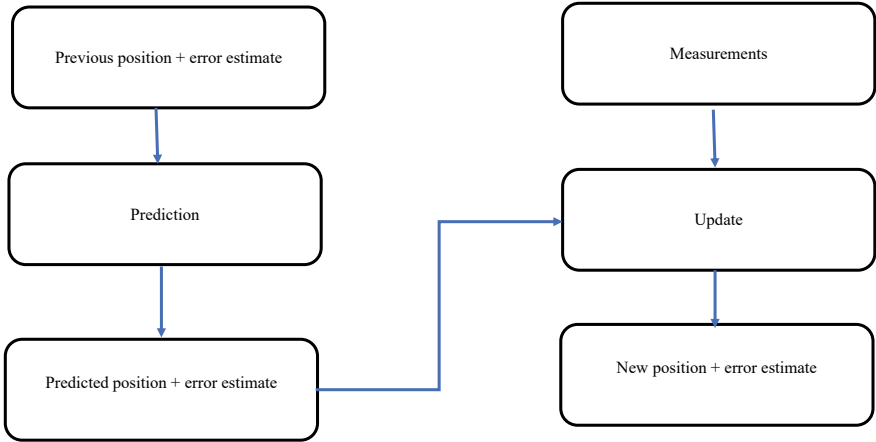 Previous position + error estimate
Prediction
Predicted position + error estimate
Measurements
Update
New position + error estimate